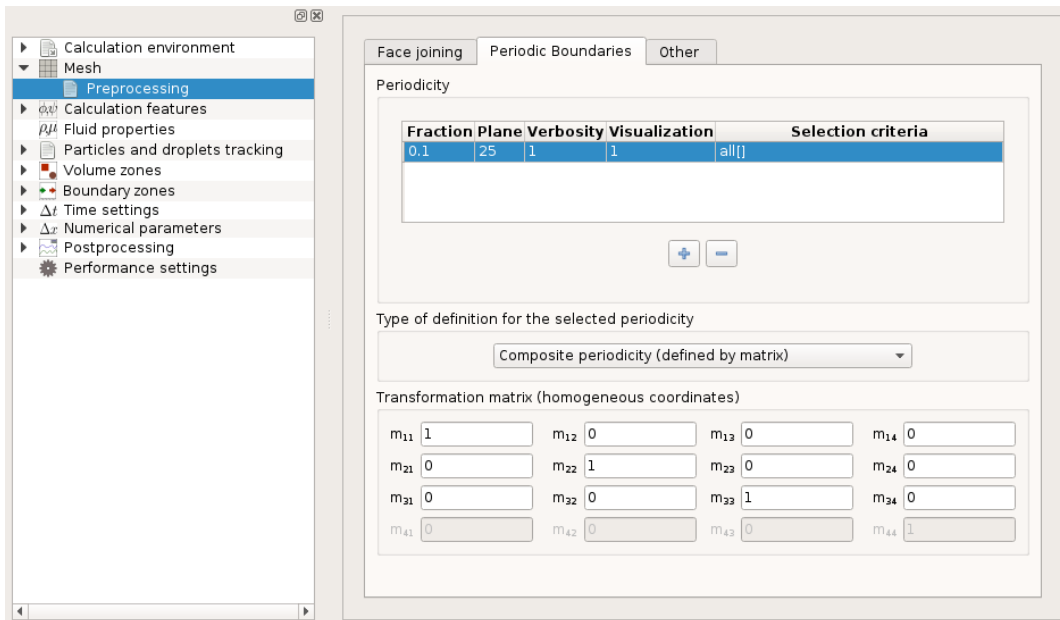 Calculation environment
Mesh
Preprocessing
Calculation features
Fluid properties
Particles and droplets tracking
Volume zones
Boundary zones
Δt Time settings
Δx Numerical parameters
Postprocessing
Performance settings
Face joining Periodic Boundaries Other
Periodicity
Fraction Plane Verbosity Visualization Selection criteria
0.1 25 1 1 all[]
Type of definition for the selected periodicity
Composite periodicity (defined by matrix)
Transformation matrix (homogeneous coordinates)
m₁₁ 1 m₁₂ 0 m₁₃ 0 m₁₄ 0
m₂₁ 0 m₂₂ 1 m₂₃ 0 m₂₄ 0
m₃₁ 0 m₃₂ 0 m₃₃ 1 m₃₄ 0
m₄₁ 0 m₄₂ 0 m₄₃ 0 m₄₄ 1